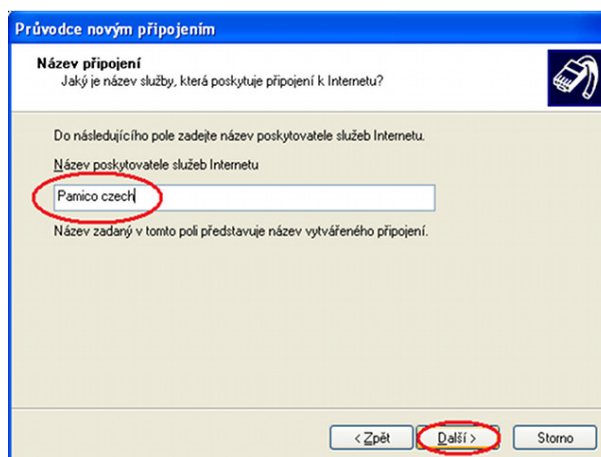 Průvodce novým připojením
Název připojení
Jaký je název služby, která poskytuje připojení k Internetu?
Do následujícího pole zadejte název poskytovatele služeb Internetu.
Název poskytovatele služeb Internetu
Pamico czech
Název zadaný v tomto poli představuje název vytvářeného připojení.
< Zpět
Další >
Storno